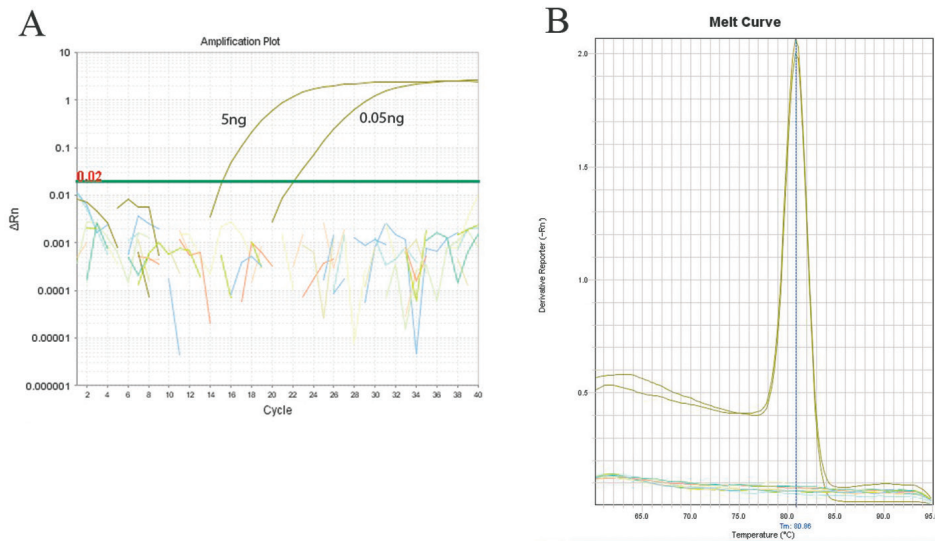 A
Amplification Plot
10
1
0.1
0.02
0.01
0.001
0.0001
0.00001
0.000001
ΔRn
5ng
0.05ng
2 4 6 8 10 12 14 16 18 20 22 24 26 28 30 32 34 36 38 40
Cycle
B
Melt Curve
2.0
1.5
1.0
0.5
Derivative Reporter (-Rn')
65.0 70.0 75.0 80.0 85.0 90.0 95.
Tm: 80.86
Temperature (°C)